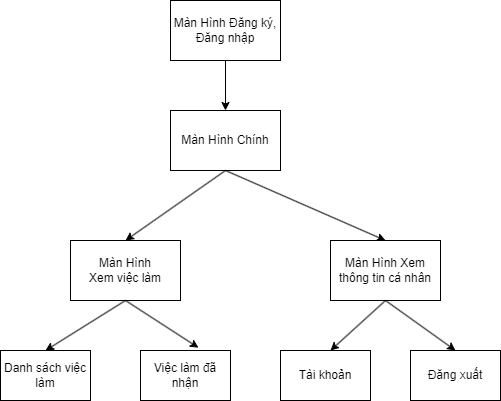 Màn Hình Đăng ký,
Đăng nhập
Màn Hình Chính
Màn Hình
Xem việc làm
Màn Hình Xem
thông tin cá nhân
Danh sách việc
làm
Việc làm đã
nhận
Tài khoản
Đăng xuất